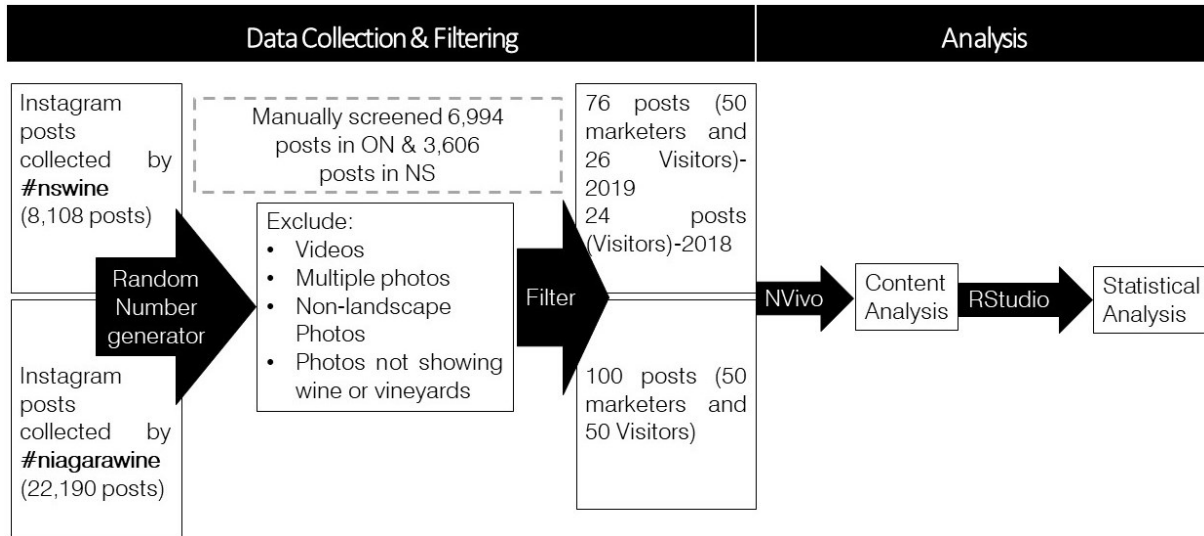 Data Collection & Filtering
Analysis
Instagram
posts
collected by
#nswine
(8,108 posts)
Instagram
posts
collected by
#niagarawine
(22,190 posts)
Random
Number
generator
Manually screened 6,994
posts in ON & 3,606
posts in NS
Exclude:
• Videos
• Multiple photos
• Non-landscape
Photos
• Photos not showing
wine or vineyards
Filter
76 posts (50
marketers and
26 Visitors)-
2019
24 posts
(Visitors)-2018
100 posts (50
marketers and
50 Visitors)
NVivo
Content
Analysis
RStudio
Statistical
Analysis